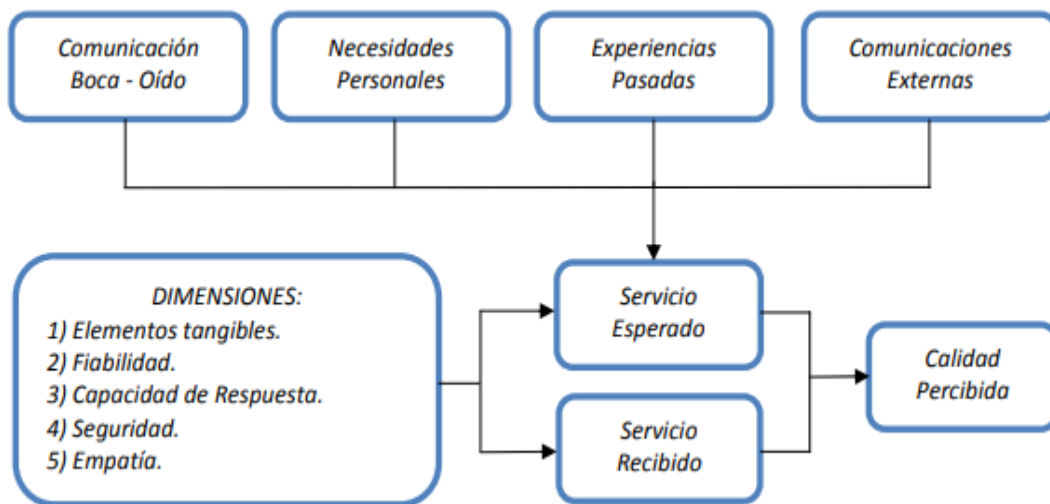 Comunicación
Boca - Oído
Necesidades
Personales
Experiencias
Pasadas
Comunicaciones
Externas
DIMENSIONES:
1) Elementos tangibles.
2) Fiabilidad.
3) Capacidad de Respuesta.
4) Seguridad.
5) Empatía.
Servicio
Esperado
Servicio
Recibido
Calidad
Percibida